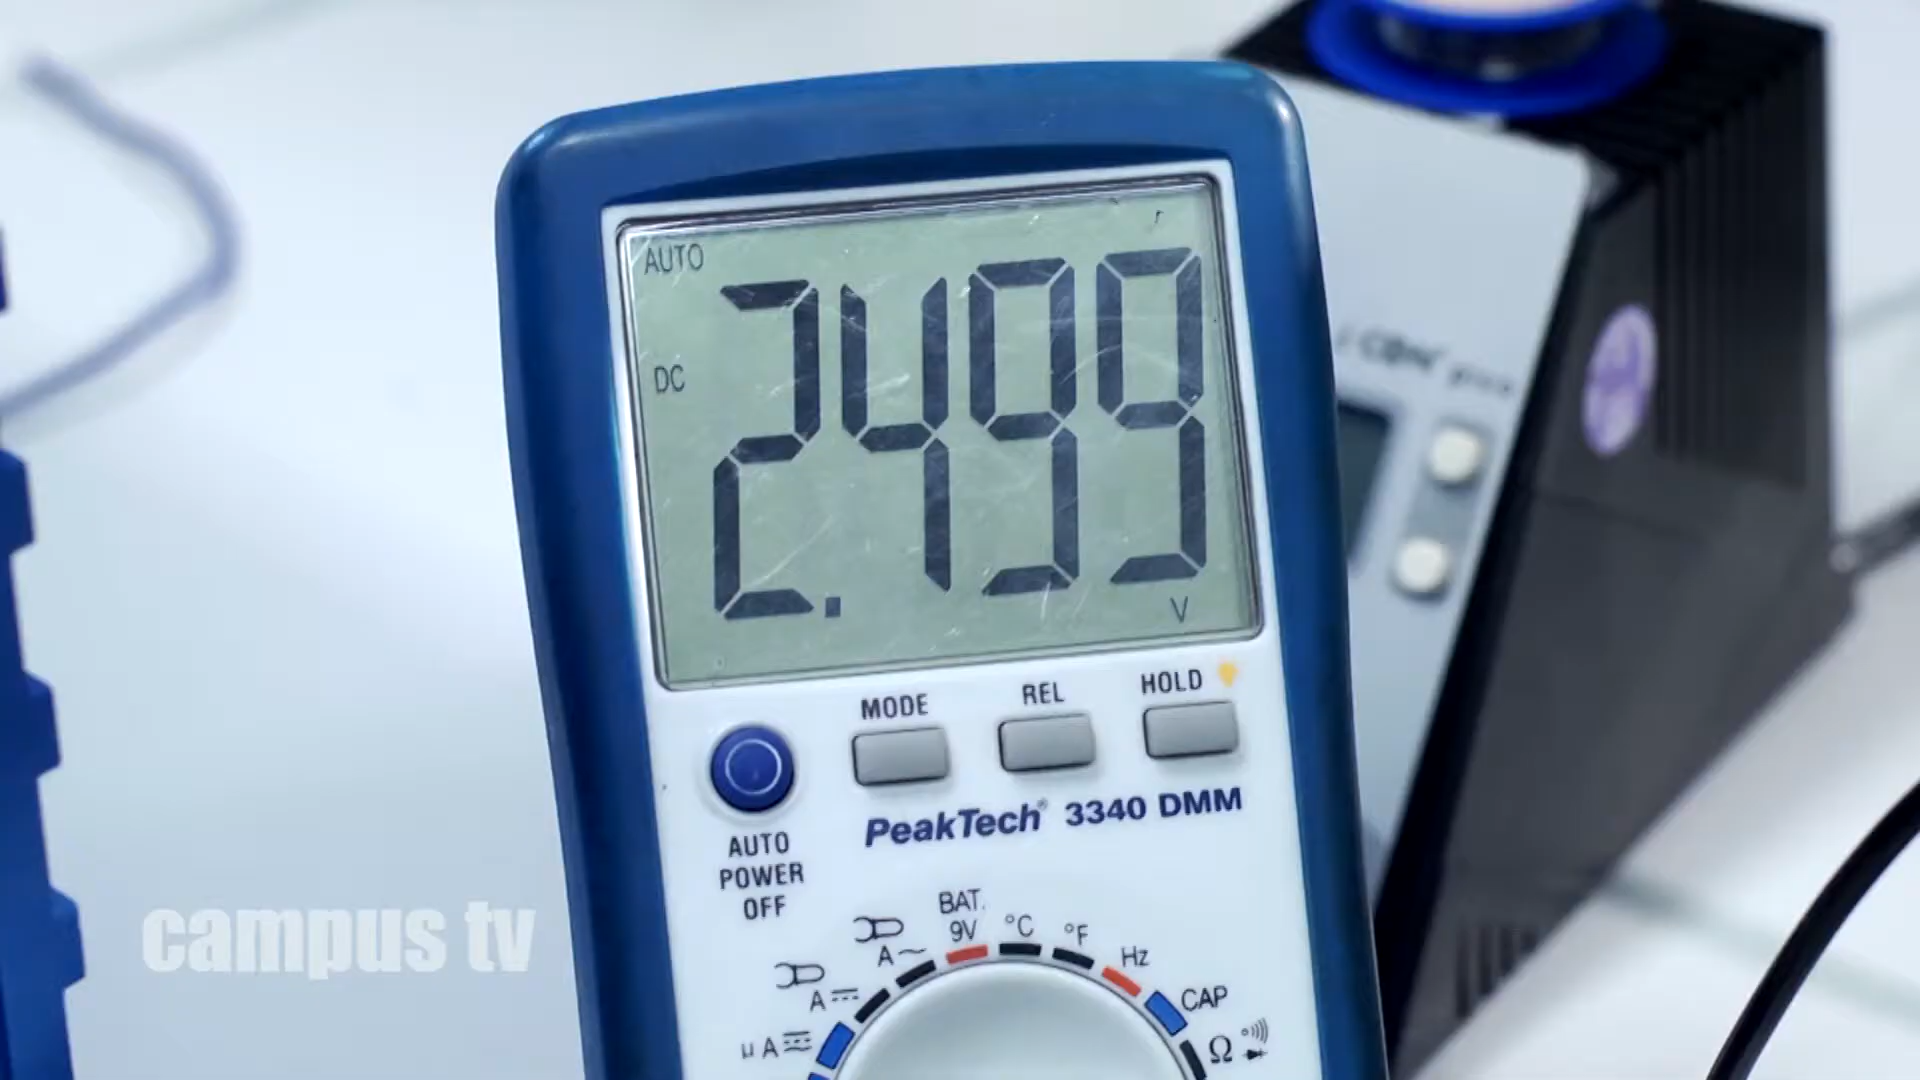 AUTO
DC
2.499
V
MODE
REL
HOLD
PeakTech® 3340 DMM
AUTO
POWER
OFF
BAT.
9V
°C
°F
Hz
CAP
Ω
A
A
µA
campus tv